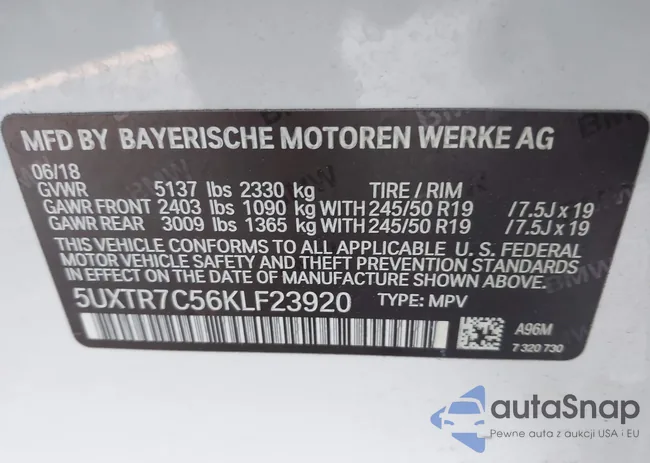 MFD BY BAYERISCHE MOTOREN WERKE AG
06/18
GVWR 5137 lbs 2330 kg TIRE / RIM
GAWR FRONT 2403 lbs 1090 kg WITH 245/50 R19 / 7.5J x 19
GAWR REAR 3009 lbs 1365 kg WITH 245/50 R19 / 7.5J x 19
THIS VEHICLE CONFORMS TO ALL APPLICABLE U. S. FEDERAL
MOTOR VEHICLE SAFETY AND THEFT PREVENTION STANDARDS
IN EFFECT ON THE DATE OF MANUFACTURE SHOWN ABOVE.
5UXTR7C56KLF23920 TYPE: MPV
A96M
7 320 730
autaSnap
Pewne auta z aukcji USA i EU